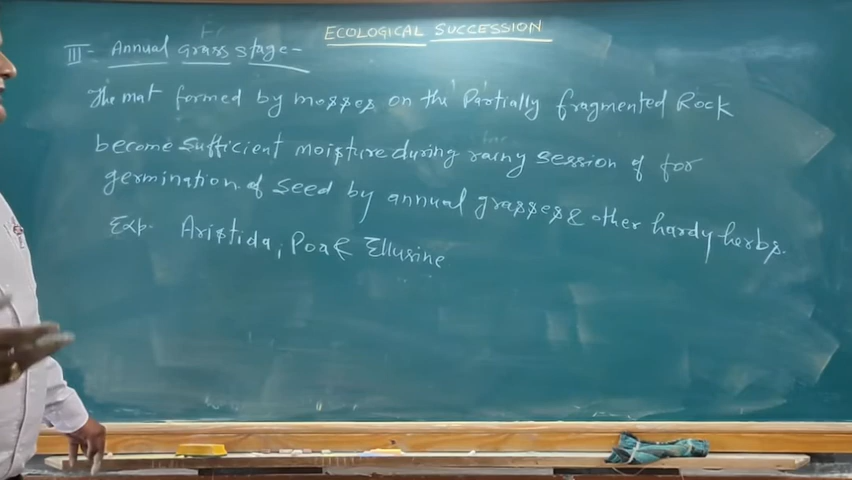 ECOLOGICAL SUCCESSION
III- Annual grass stage-
The mat formed by mosses on the Partially fragmented Rock
become sufficient moisture during rainy session of for
germination of seed by annual grasses & other hardy herbs.
Exp. Aristida, Poa & Ellusine